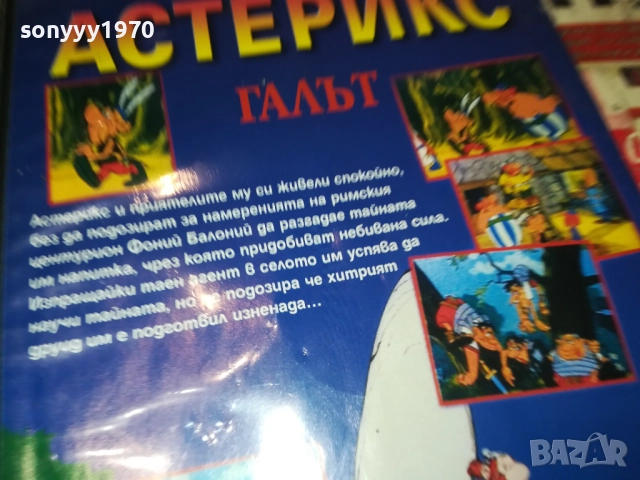 sonyyy1970
АСТЕРИКС
ГАЛЪТ
Астерикс и приятелите му си живели спокойно,
без да подозират за намеренията на римския
центурион Фоний Балоний да развадае тайната
им напитка, чрез която придобиват небивана сила.
Изпращайки таен агент в селото им успява да
научи тайната, но не подозира че хитрият
друид им е подготвил изненада...
BAZAR